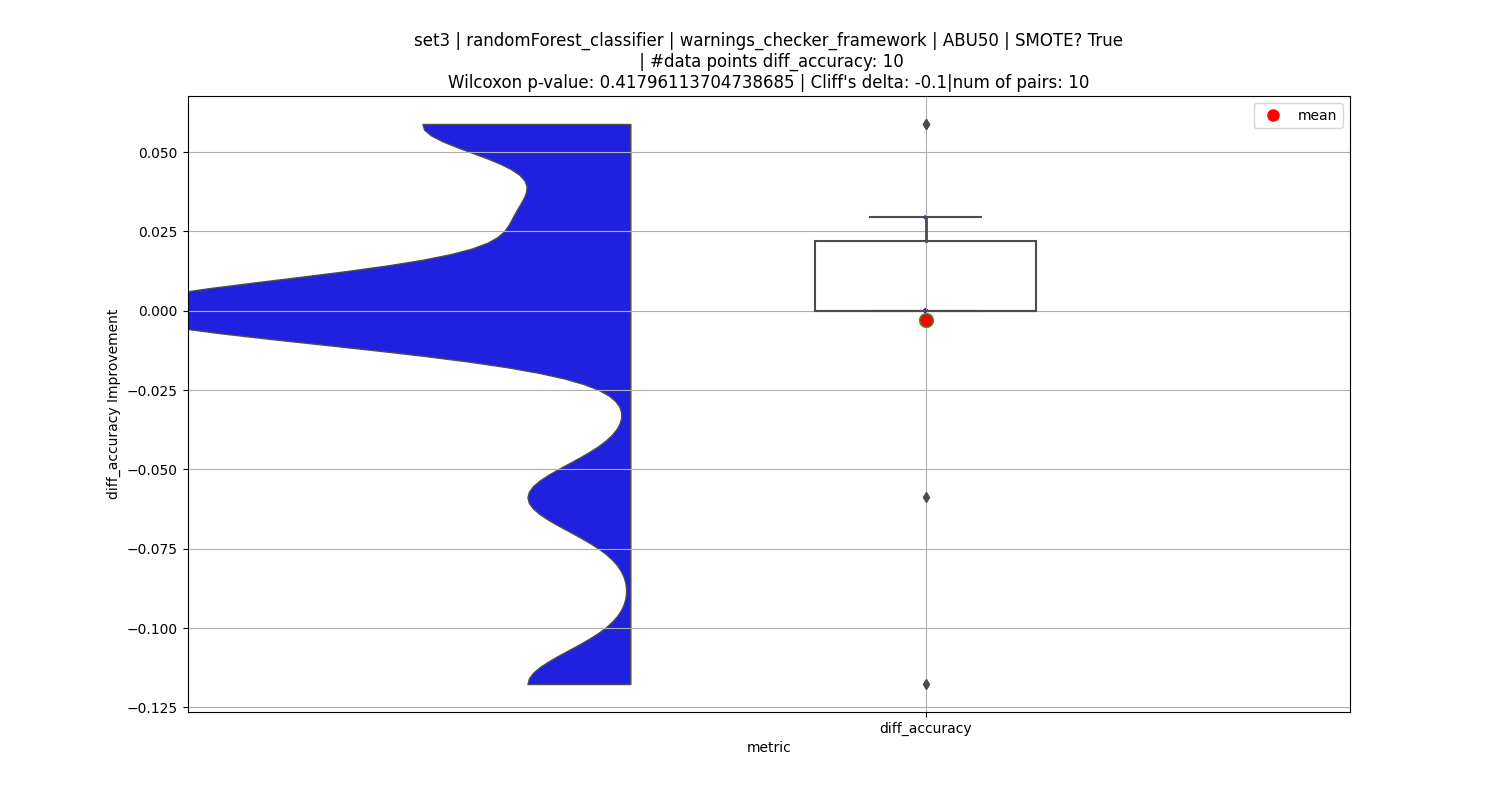 set3 | randomForest_classifier | warnings_checker_framework | ABU50 | SMOTE? True
| #data points diff_accuracy: 10
Wilcoxon p-value: 0.41796113704738685 | Cliff's delta: -0.1|num of pairs: 10
mean
0.050
0.025
0.000
−0.025
−0.050
−0.075
−0.100
−0.125
diff_accuracy Improvement
diff_accuracy
metric